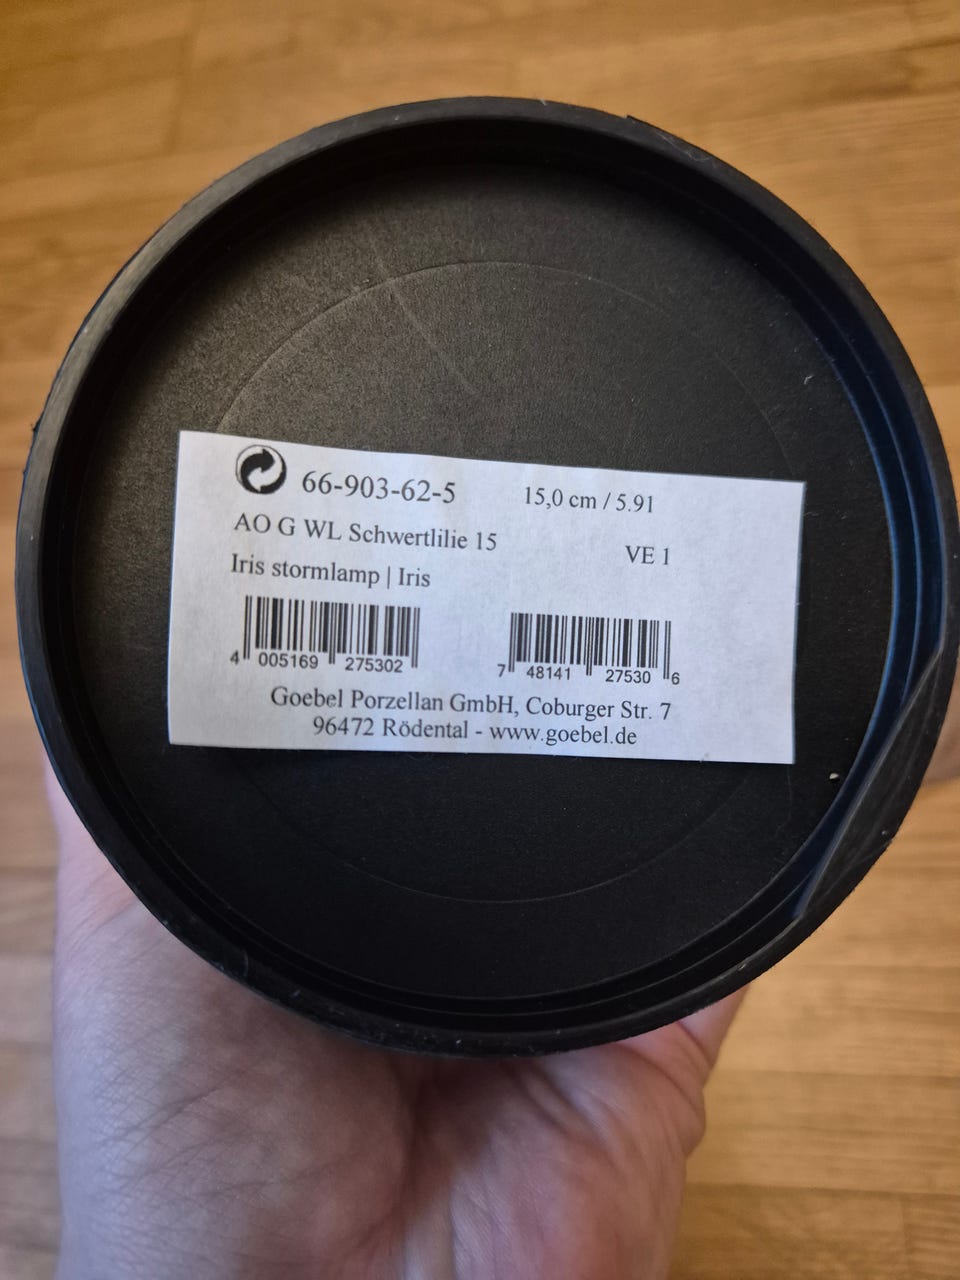 66-903-62-5 15,0 cm / 5.91
AO G WL Schwertlilie 15
VE 1
Iris stormlamp | Iris
4 005169 275302 7 48141 27530 6
Goebel Porzellan GmbH, Coburger Str. 7
96472 Rödental - www.goebel.de